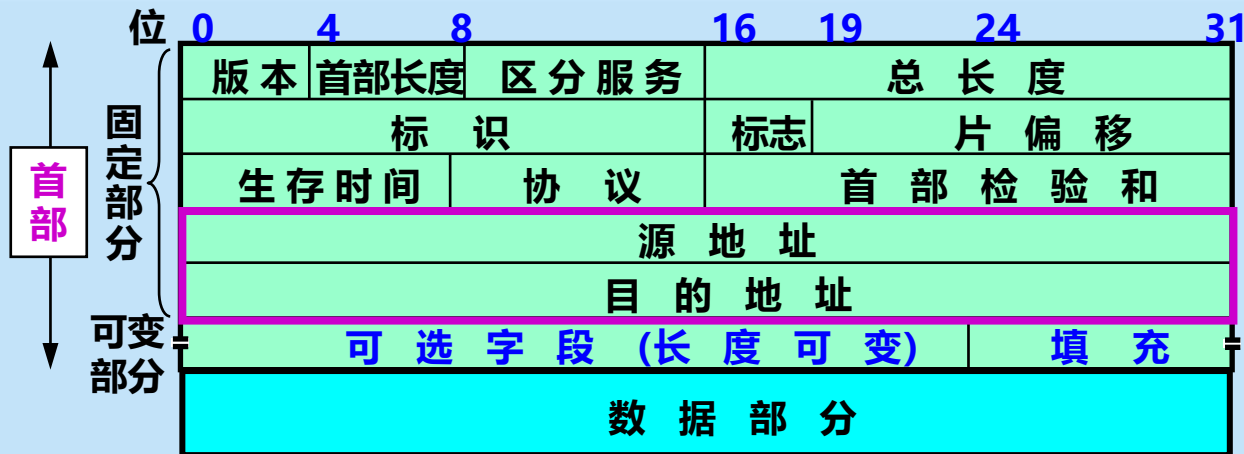 位 0 4 8 16 19 24 31
版本 首部长度 区分服务 总长度
标识 标志 片偏移
生存时间 协议 首部检验和
源地址
目的地址
可选字段 (长度可变) 填充
数据部分
首部
固定部分
可变部分